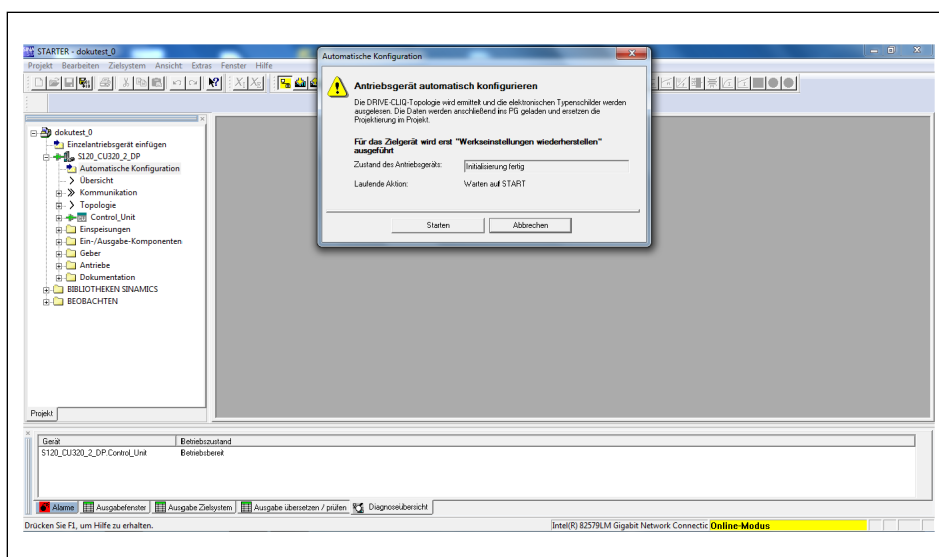 STARTER - dokutest_0
Projekt Bearbeiten Zielsystem Ansicht Extras Fenster Hilfe
Automatische Konfiguration
Antriebsgerät automatisch konfigurieren
Die DRIVE-CLiQ-Topologie wird ermittelt und die elektronischen Typenschilder werden
ausgelesen. Die Daten werden anschließend ins PG geladen und ersetzen die
Projektierung im Projekt.
Für das Zielgerät wird erst "Werkseinstellungen wiederherstellen"
ausgeführt
Zustand des Antriebsgeräts: Initialisierung fertig
Laufende Aktion: Warten auf START
Starten Abbrechen
dokutest_0
Einzelantriebsgerät einfügen
S120_CU320_2_DP
Automatische Konfiguration
Übersicht
Kommunikation
Topologie
Control_Unit
Einspeisungen
Ein-/Ausgabe-Komponenten
Geber
Antriebe
Dokumentation
BIBLIOTHEKEN SINAMICS
BEOBACHTEN
Projekt
Gerät Betriebszustand
S120_CU320_2_DP.Control_Unit Betriebsbereit
Alarme Ausgabefenster Ausgabe Zielsystem Ausgabe übersetzen / prüfen Diagnoseübersicht
Drücken Sie F1, um Hilfe zu erhalten. Intel(R) 82579LM Gigabit Network Connectic Online-Modus